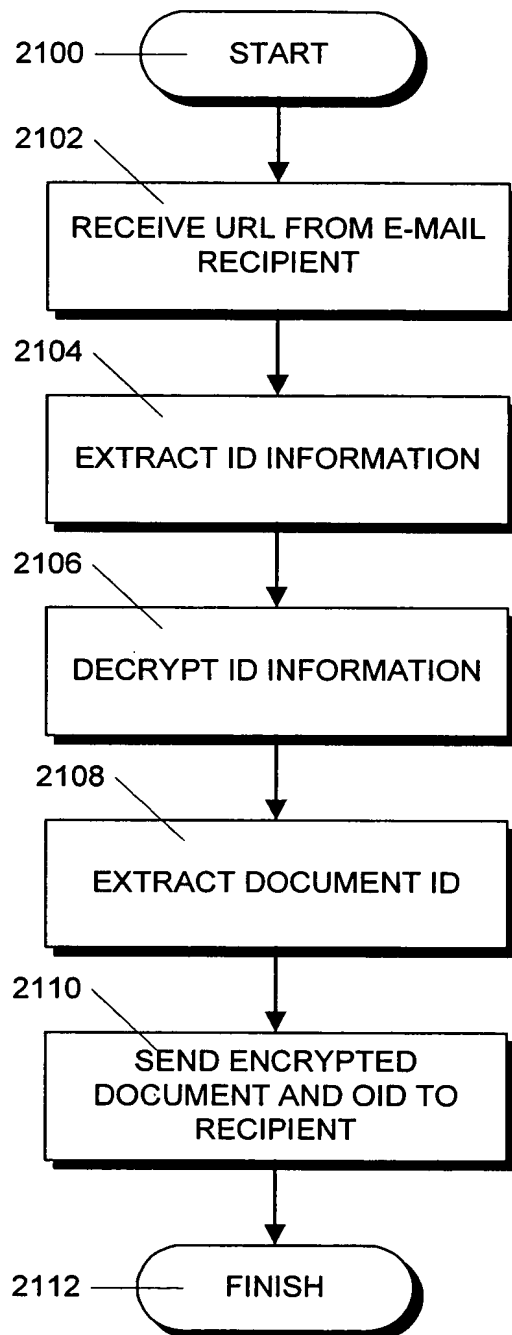 2100
START
2102
RECEIVE URL FROM E-MAIL
RECIPIENT
2104
EXTRACT ID INFORMATION
2106
DECRYPT ID INFORMATION
2108
EXTRACT DOCUMENT ID
2110
SEND ENCRYPTED
DOCUMENT AND OID TO
RECIPIENT
2112
FINISH